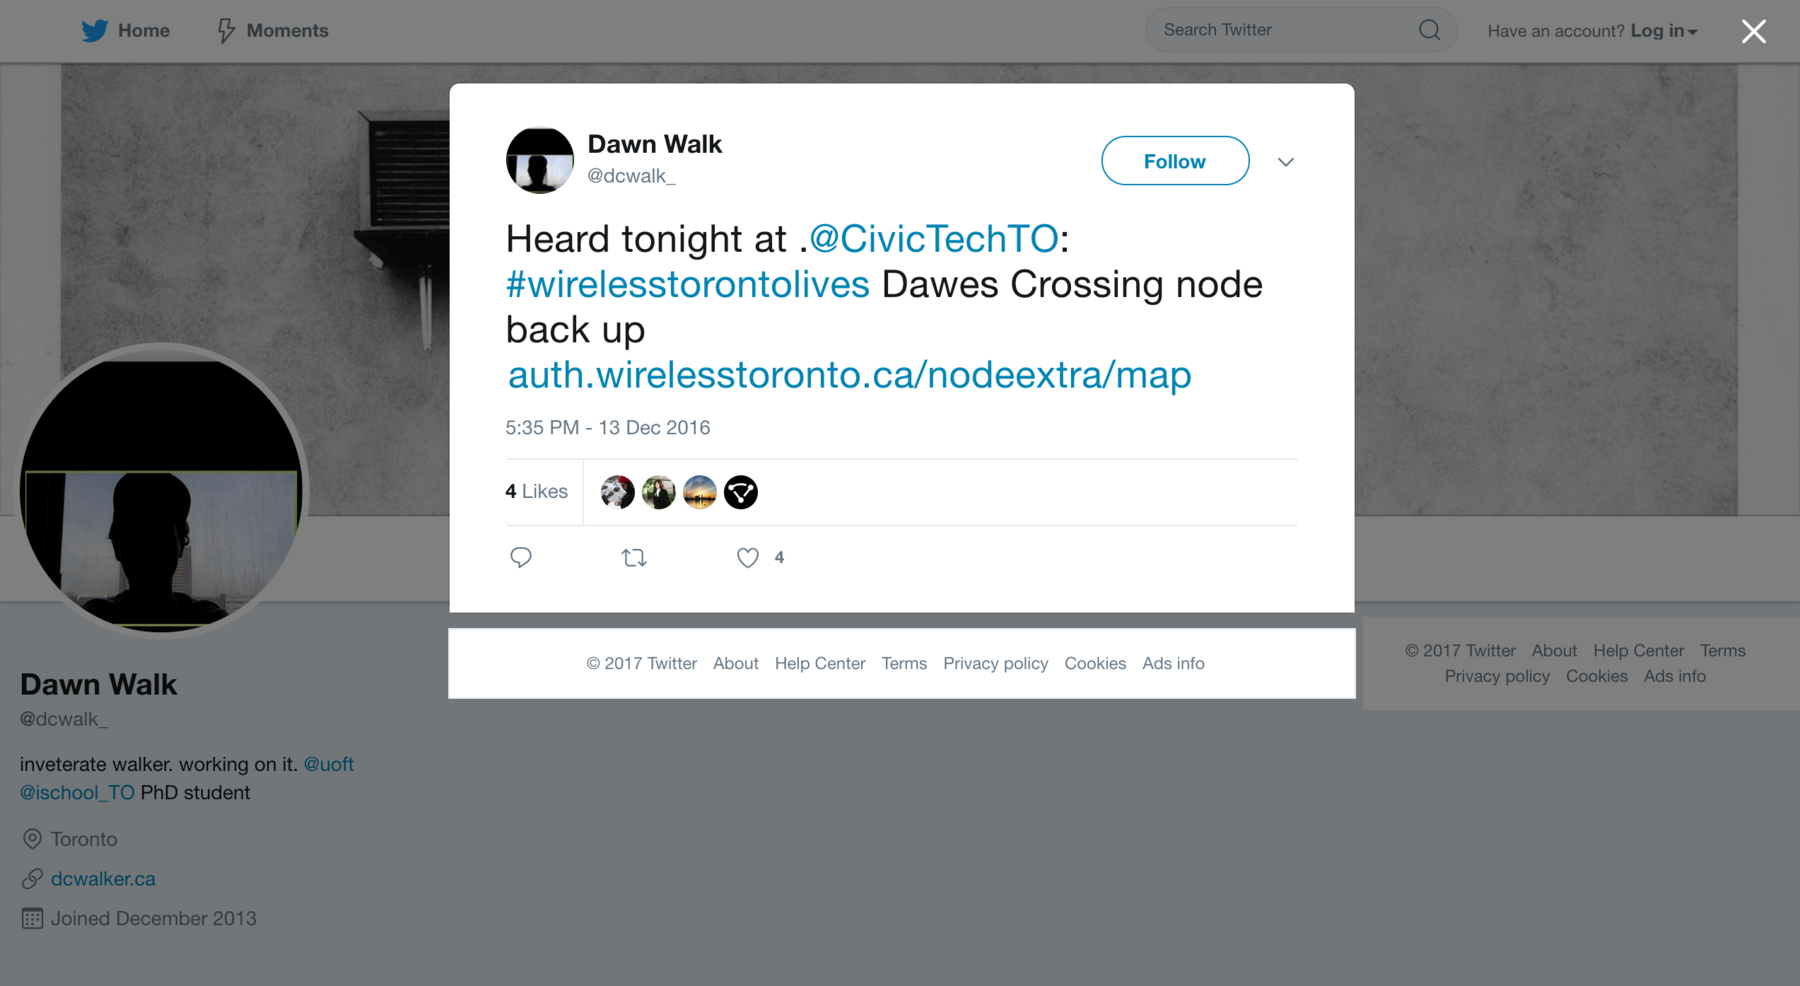 Home
Moments
Search Twitter
Have an account? Log in
Dawn Walk
@dcwalk_
Follow
Heard tonight at .@CivicTechTO:
#wirelesstorontolives Dawes Crossing node
back up
auth.wirelesstoronto.ca/nodeextra/map
5:35 PM - 13 Dec 2016
4 Likes
4
© 2017 Twitter About Help Center Terms Privacy policy Cookies Ads info
Dawn Walk
@dcwalk_
inveterate walker. working on it. @uoft
@ischool_TO PhD student
Toronto
dcwalker.ca
Joined December 2013
© 2017 Twitter About Help Center Terms
Privacy policy Cookies Ads info